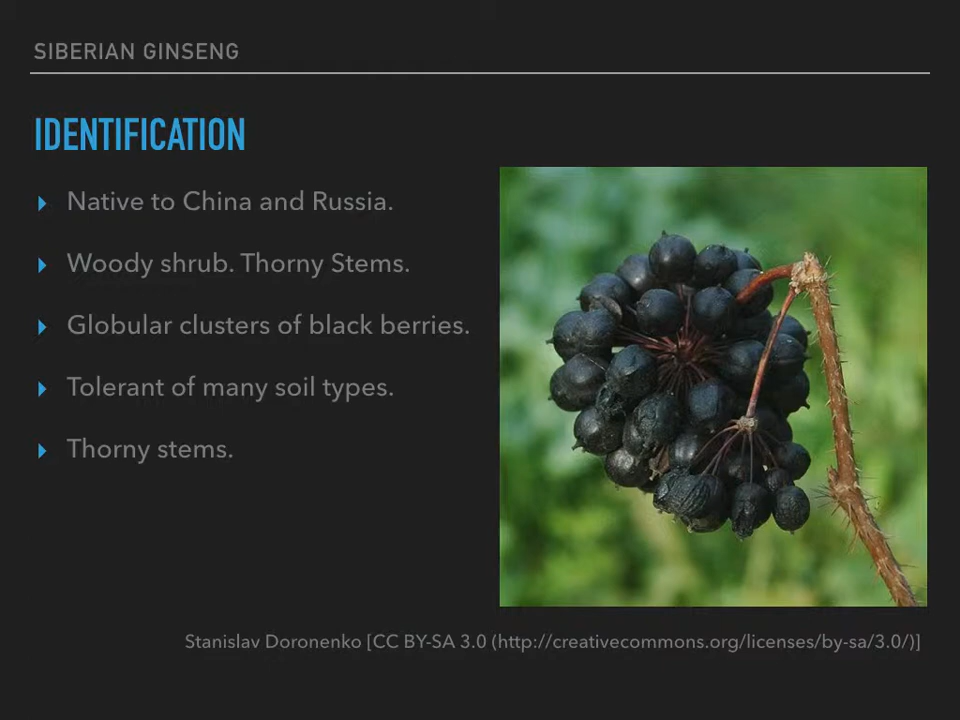 SIBERIAN GINSENG
IDENTIFICATION
Native to China and Russia.
Woody shrub. Thorny Stems.
Globular clusters of black berries.
Tolerant of many soil types.
Thorny stems.
Stanislav Doronenko [CC BY-SA 3.0 (http://creativecommons.org/licenses/by-sa/3.0/)]